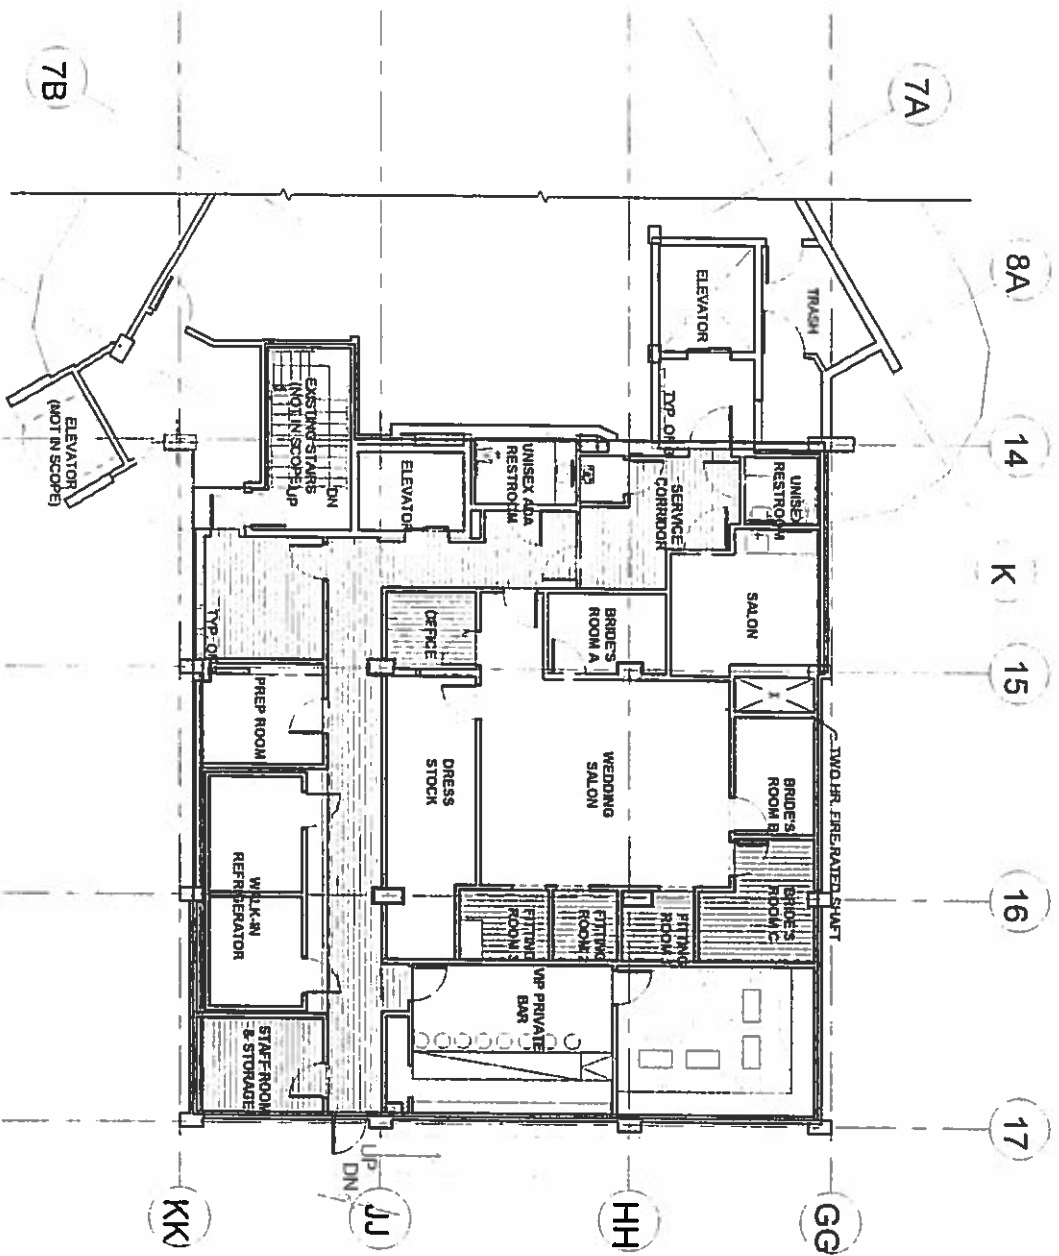 7B
7A
8A
14
K
15
16
17
KK
JJ
HH
GG
TRASH
ELEVATOR
TYP. OF
ELEVATOR
(NOT IN SCOPE)
EXISTING STAIRS
(NOT IN SCOPE)
UP
DN
ELEVATOR
UNISEX ADA
RESTROOM
SERVICE
CORRIDOR
UNISEX
RESTROOM
SALON
BRIDE'S
ROOM A
OFFICE
TYP. OF
PREP ROOM
DRESS
STOCK
WEDDING
SALON
BRIDE'S
ROOM B
TWO HR. FIRE RATED SHAFT
BRIDE'S
ROOM C
WALK-IN
REFRIGERATOR
FITTING
ROOM 3
FITTING
ROOM 2
FITTING
ROOM
VIP PRIVATE
BAR
STAFF ROOM
& STORAGE
UP
DN